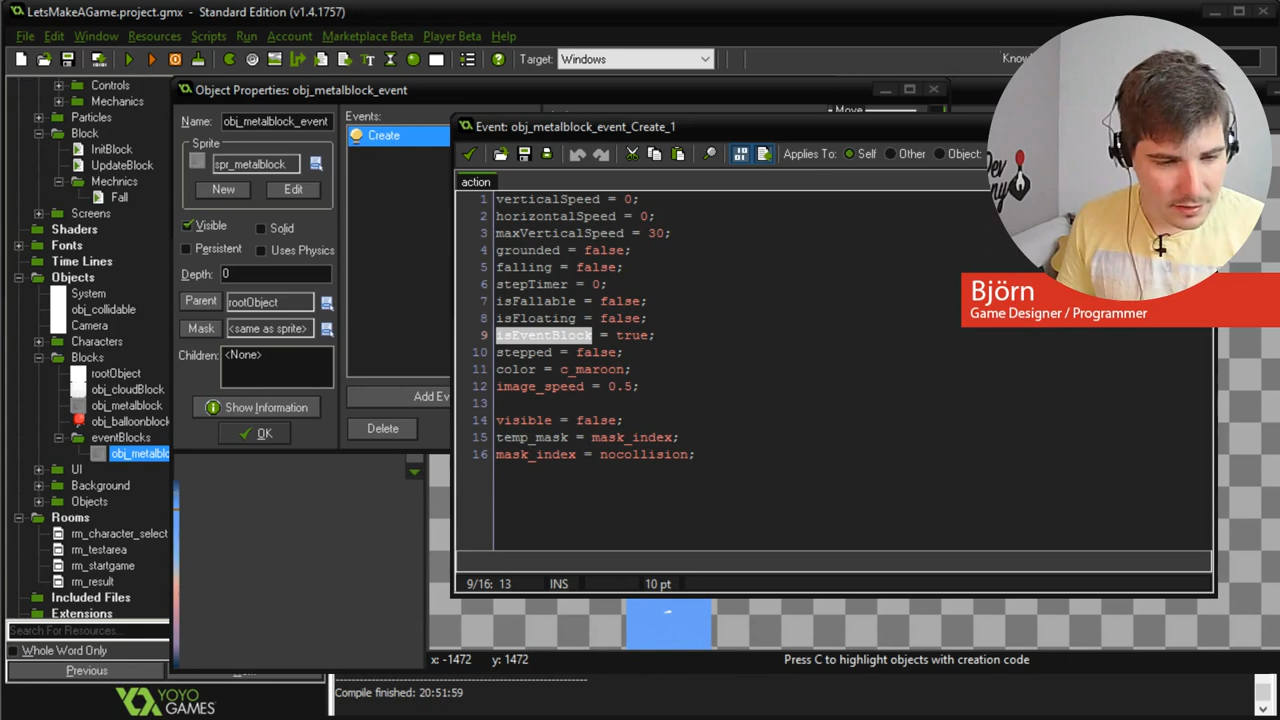 LetsMakeAGame.project.gmx - Standard Edition (v1.4.1757)
File Edit Window Resources Scripts Run Account Marketplace Beta Player Beta Help
Target: Windows
Controls
Mechanics
Particles
Block
InitBlock
UpdateBlock
Mechnics
Fall
Screens
Shaders
Fonts
Time Lines
Objects
System
obj_collidable
Camera
Characters
Blocks
rootObject
obj_cloudBlock
obj_metalblock
obj_balloonblock
eventBlocks
obj_metalblo
UI
Background
Objects
Rooms
rm_character_select
rm_testarea
rm_startgame
rm_result
Included Files
Extensions
Search For Resources...
Whole Word Only
Previous
YOYO
GAMES
Object Properties: obj_metalblock_event
Name: obj_metalblock_event
Sprite
spr_metalblock
New Edit
Visible Solid
Persistent Uses Physics
Depth: 0
Parent rootObject
Mask <same as sprite>
Children: <None>
Show Information
OK
Events:
Create
Add Ev
Delete
Move
Event: obj_metalblock_event_Create_1
Applies To: Self Other Object:
action
1 verticalSpeed = 0;
2 horizontalSpeed = 0;
3 maxVerticalSpeed = 30;
4 grounded = false;
5 falling = false;
6 stepTimer = 0;
7 isFallable = false;
8 isFloating = false;
9 isEventBlock = true;
10 stepped = false;
11 color = c_maroon;
12 image_speed = 0.5;
13
14 visible = false;
15 temp_mask = mask_index;
16 mask_index = nocollision;
9/16: 13 INS 10 pt
x: -1472 y: 1472 Press C to highlight objects with creation code
Compile finished: 20:51:59
Björn
Game Designer / Programmer